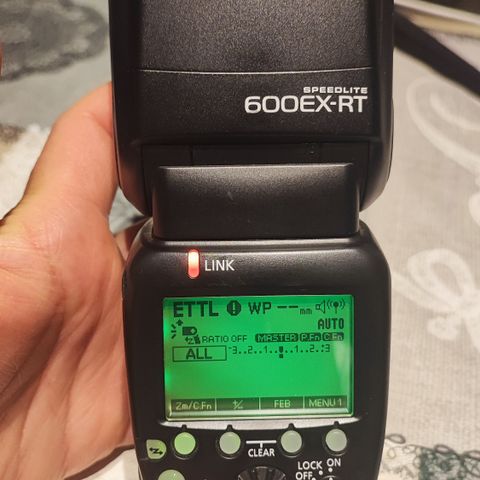 SPEEDLITE
600EX-RT
LINK
ETTL WP -- mm
AUTO
RATIO OFF MASTER P.Fn C.Fn
ALL -3..2..1..▮..1..2..:3
Zm/C.Fn +/- FEB MENU 1
CLEAR
LOCK ON
OFF